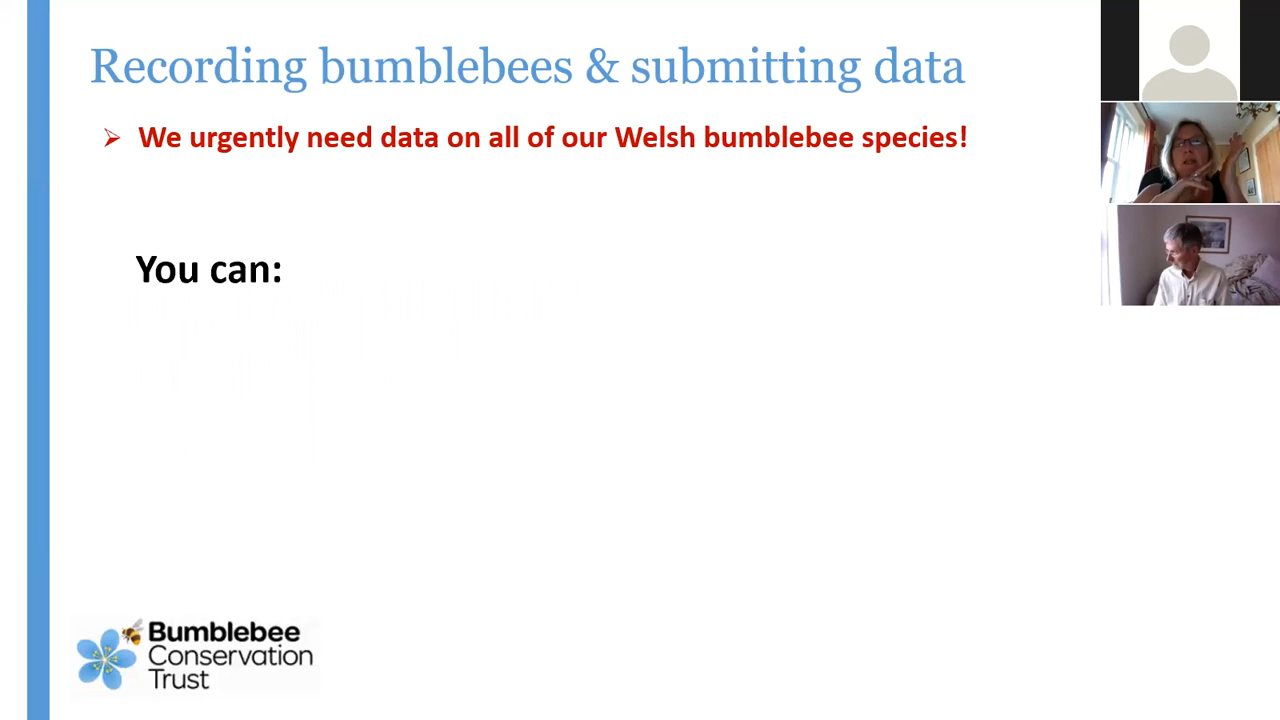 Recording bumblebees & submitting data
We urgently need data on all of our Welsh bumblebee species!
You can:
Bumblebee
Conservation
Trust